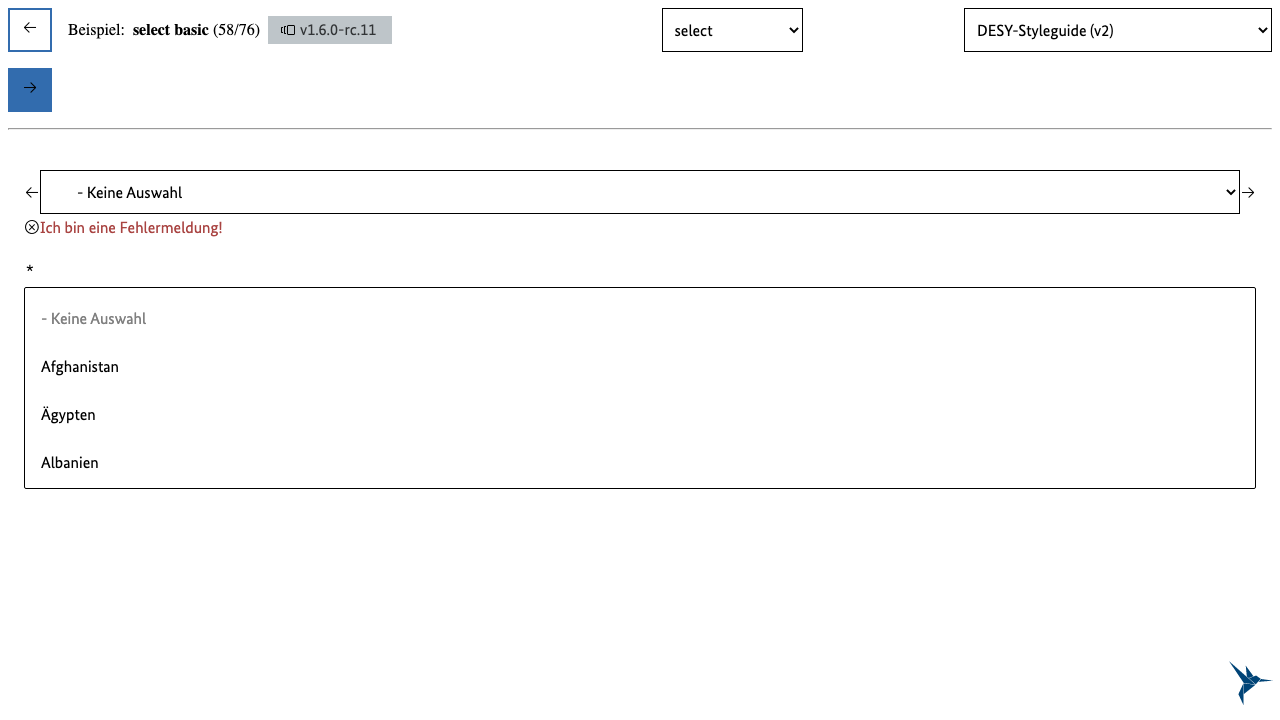 Beispiel: select basic (58/76) v1.6.0-rc.11 select DESY-Styleguide (v2)
- Keine Auswahl
Ich bin eine Fehlermeldung!
*
- Keine Auswahl
Afghanistan
Ägypten
Albanien